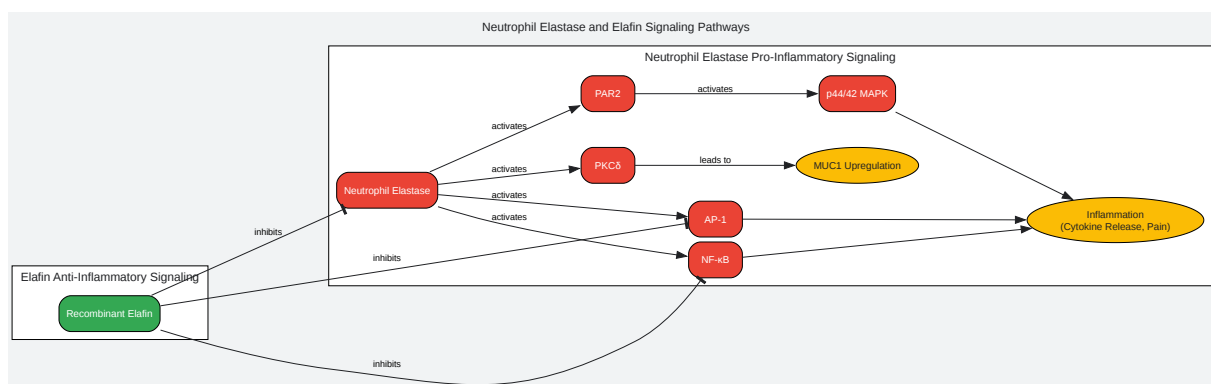 Neutrophil Elastase and Elafin Signaling Pathways
Neutrophil Elastase Pro-Inflammatory Signaling
PAR2
activates
p44/42 MAPK
activates
PKCδ
leads to
MUC1 Upregulation
activates
Neutrophil Elastase
activates
AP-1
activates
Inflammation
(Cytokine Release, Pain)
inhibits
NF-κB
inhibits
Elafin Anti-Inflammatory Signaling
Recombinant Elafin
inhibits